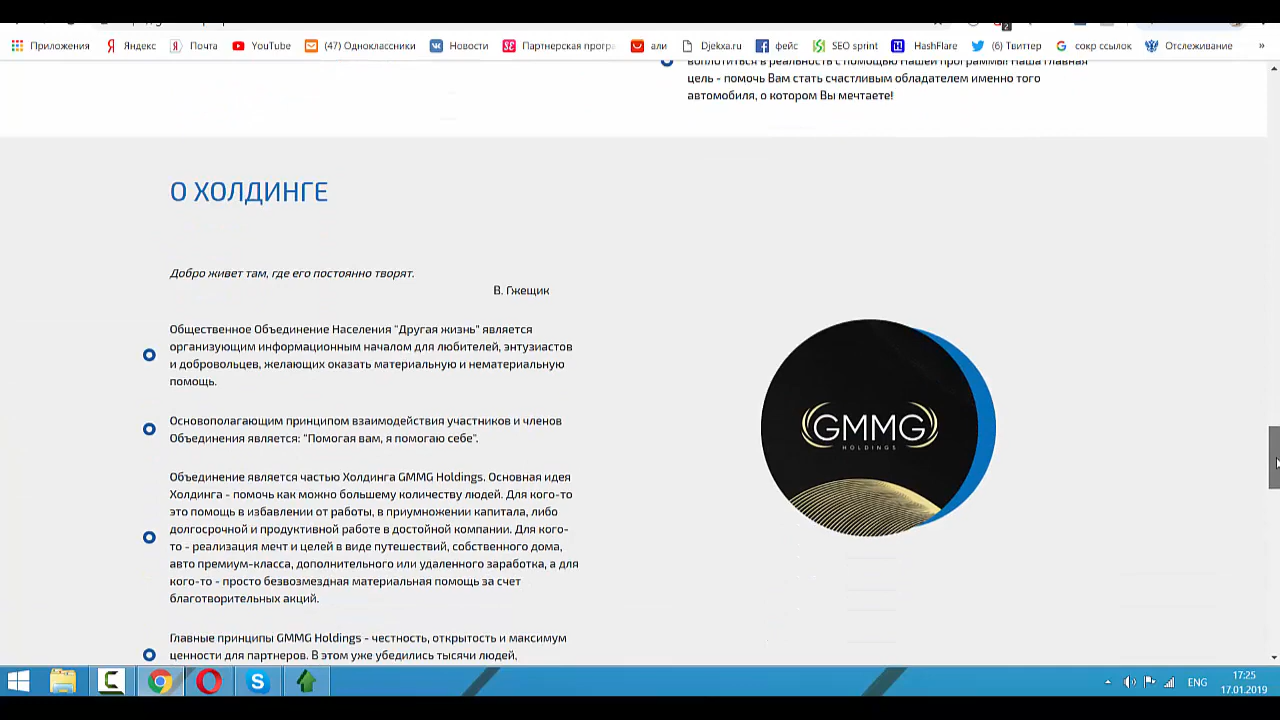 Приложения Яндекс Почта YouTube (47) Одноклассники Новости Партнерская прогр али Djekxa.ru фейс SEO sprint HashFlare (6) Твиттер сокр ссылок Отслеживание »
воплотиться в реальность с помощью нашей программы! Наша главная
цель - помочь Вам стать счастливым обладателем именно того
автомобиля, о котором Вы мечтаете!
О ХОЛДИНГЕ
Добро живет там, где его постоянно творят.
В. Гжещик
Общественное Объединение Населения "Другая жизнь" является
организующим информационным началом для любителей, энтузиастов
и добровольцев, желающих оказать материальную и нематериальную
помощь.
Основополагающим принципом взаимодействия участников и членов
Объединения является: "Помогая вам, я помогаю себе".
Объединение является частью Холдинга GMMG Holdings. Основная идея
Холдинга - помочь как можно большему количеству людей. Для кого-то
это помощь в избавлении от работы, в приумножении капитала, либо
долгосрочной и продуктивной работе в достойной компании. Для кого-
то - реализация мечт и целей в виде путешествий, собственного дома,
авто премиум-класса, дополнительного или удаленного заработка, а для
кого-то - просто безвозмездная материальная помощь за счет
благотворительных акций.
Главные принципы GMMG Holdings - честность, открытость и максимум
ценности для партнеров. В этом уже убедились тысячи людей,
GMMG
HOLDINGS
ENG
17:25
17.01.2019